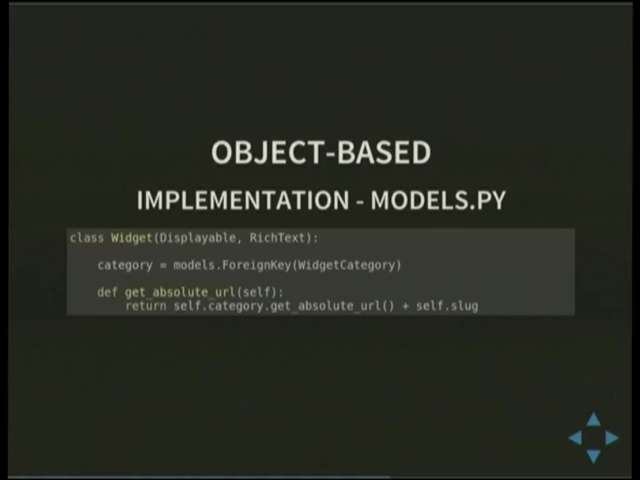 OBJECT-BASED
IMPLEMENTATION - MODELS.PY
class Widget(Displayable, RichText):
category = models.ForeignKey(WidgetCategory)
def get_absolute_url(self):
return self.category.get_absolute_url() + self.slug